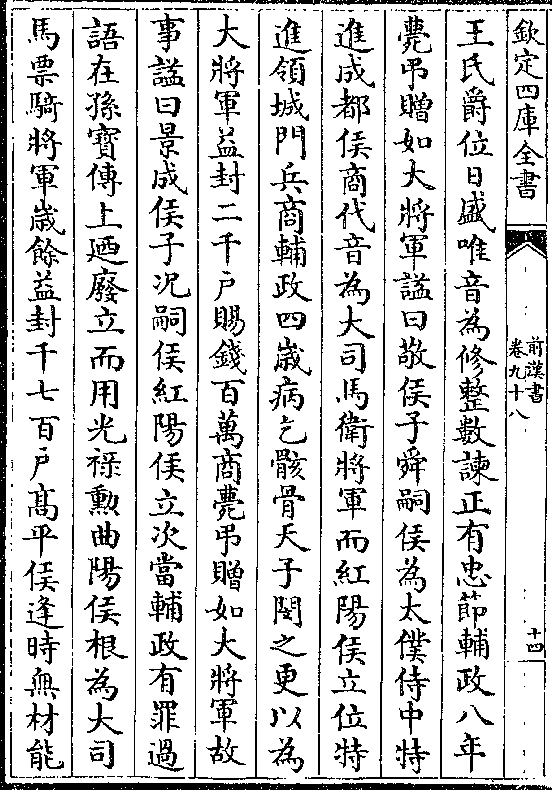 欽定四庫全書
前漢書
卷九十八
十四
王氏爵位日盛唯音為修整數諫正有忠節輔政八年
薨弔贈如大將軍諡曰敬侯子舜嗣侯為太僕侍中特
進成都侯商代音為大司馬衛將軍而紅陽侯立位特
進領城門兵商輔政四嵗病乞骸骨天子閔之更以為
大將軍益封二千户賜錢百萬商薨弔贈如大將軍故
事諡曰景成侯子况嗣侯紅陽侯立次當輔政有罪過
語在孫寶傳上廼廢立而用光祿勲曲陽侯根為大司
馬票騎將軍嵗餘益封千七百户髙平侯逢時無材能